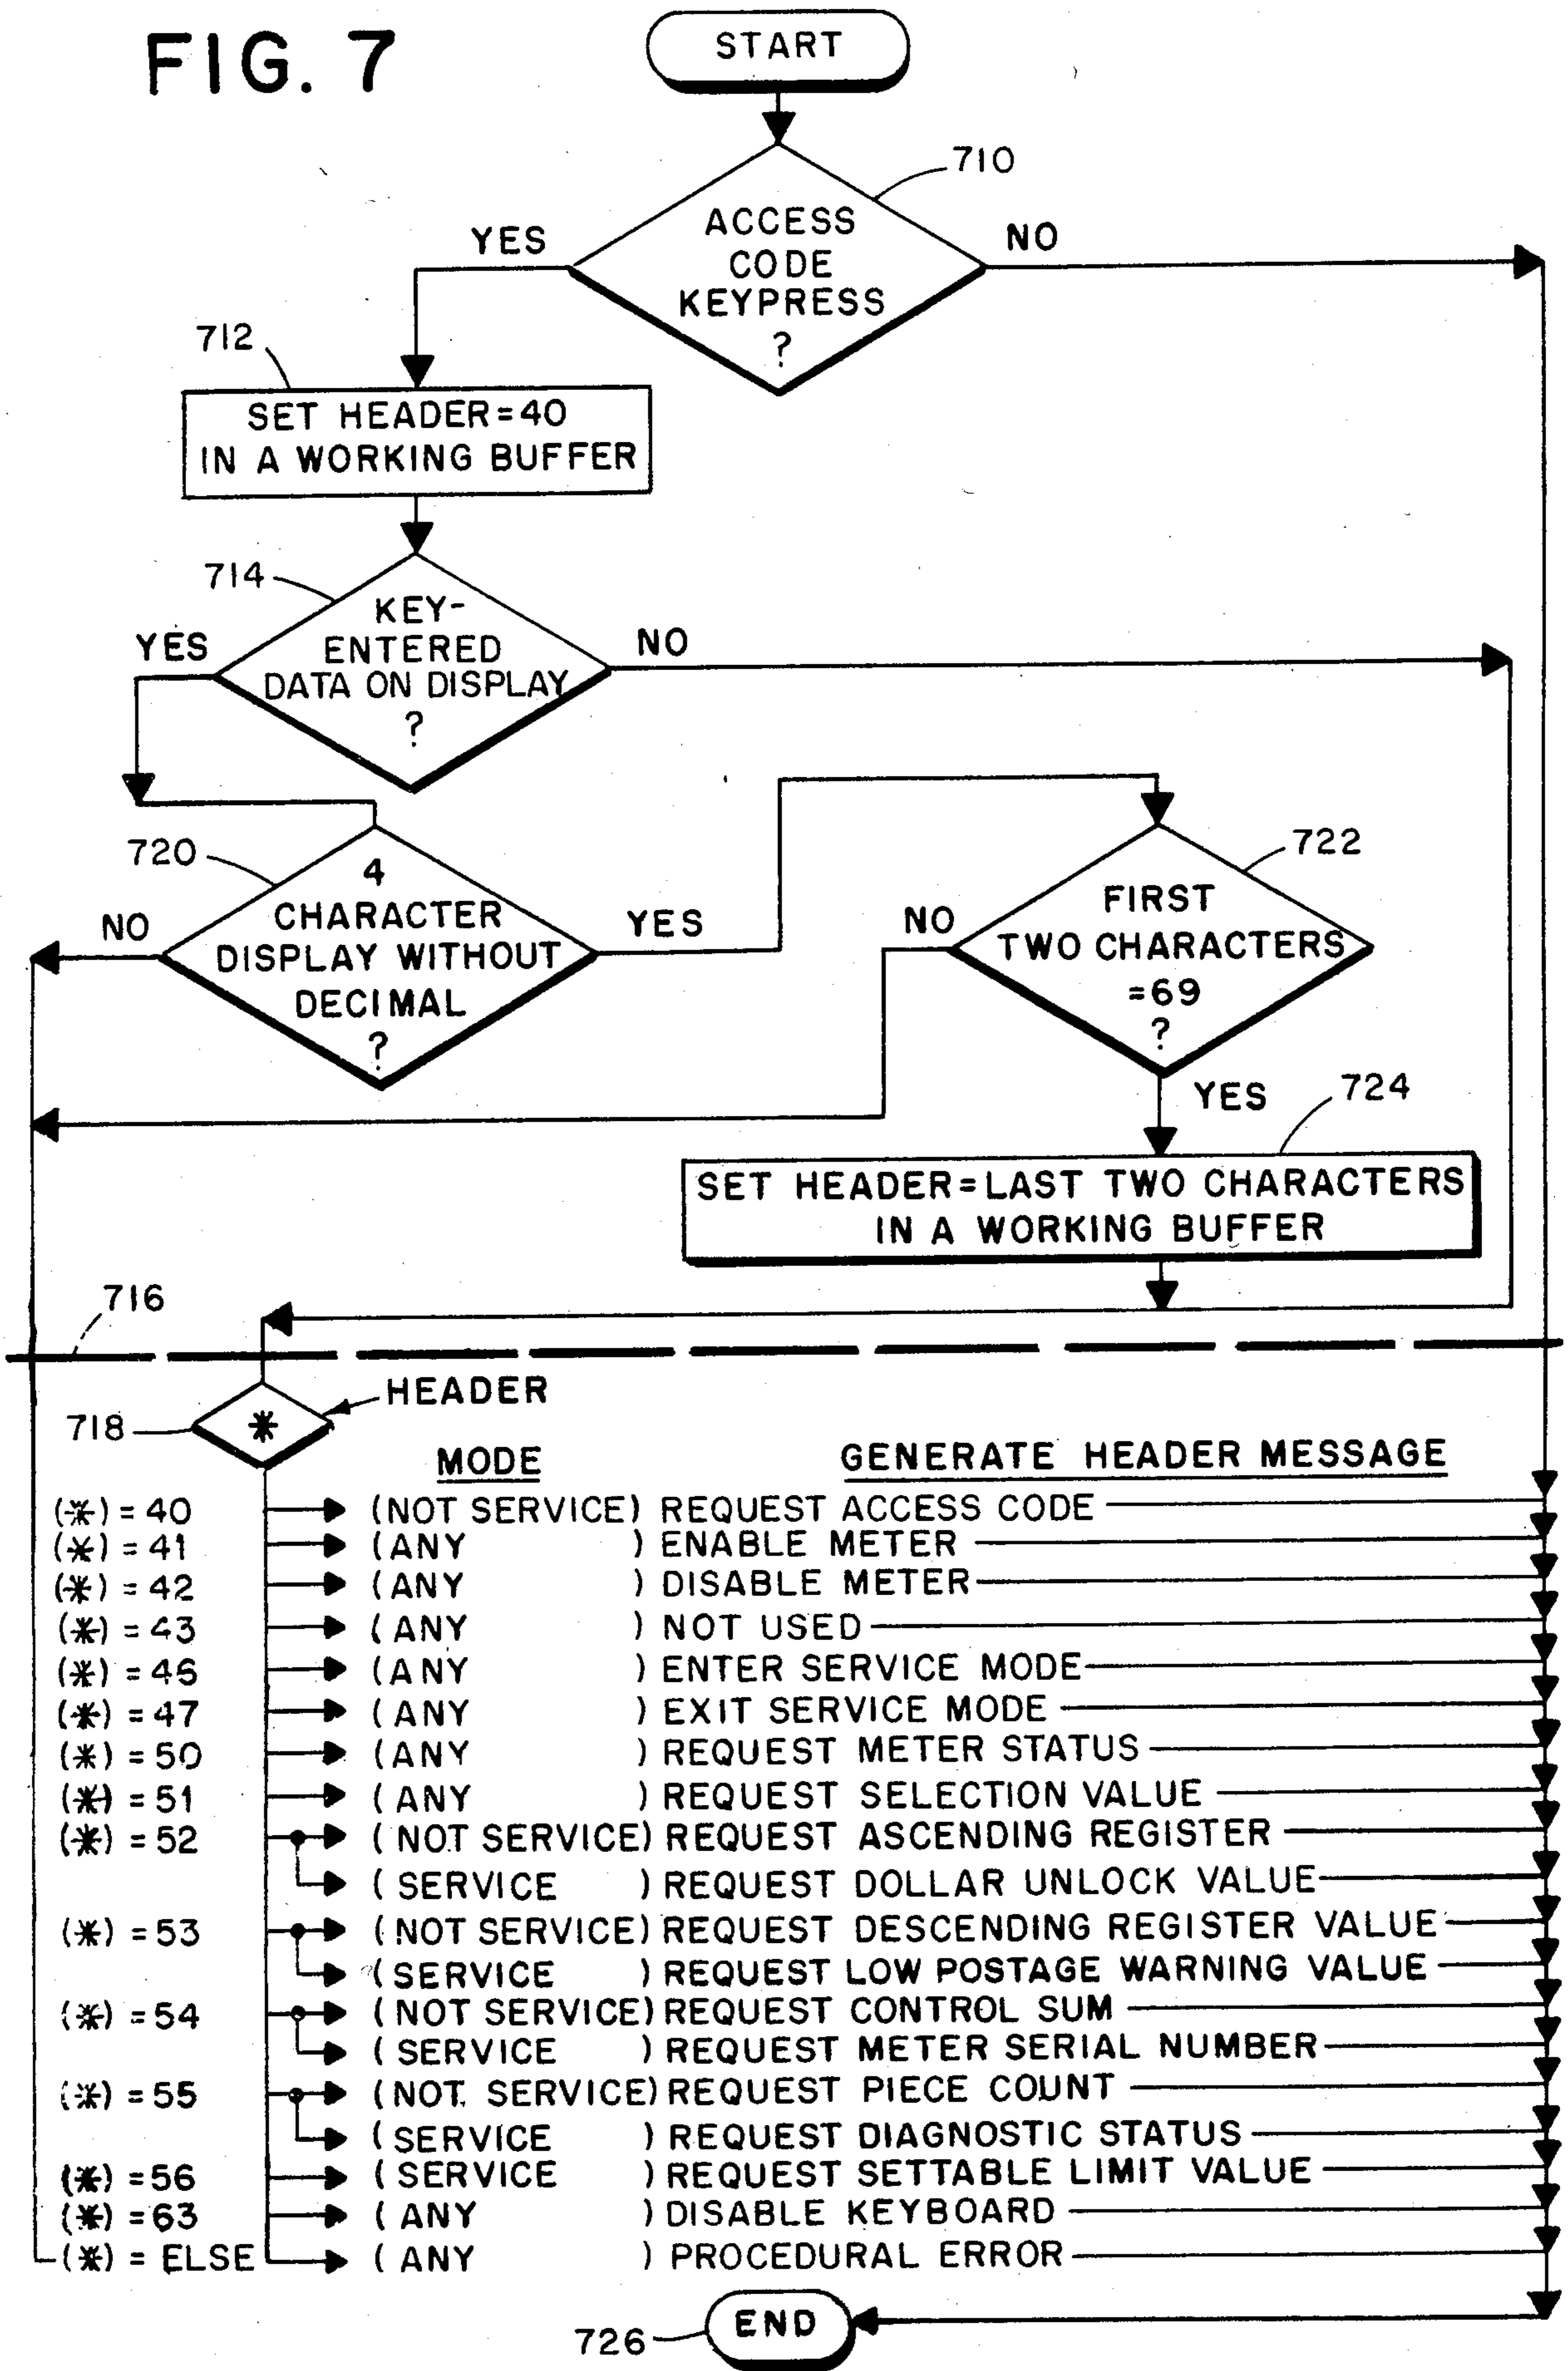 FIG. 7
START
710
ACCESS
CODE
KEYPRESS
?
YES
NO
712
SET HEADER=40
IN A WORKING BUFFER
714
KEY-
ENTERED
DATA ON DISPLAY
?
YES
NO
720
4
CHARACTER
DISPLAY WITHOUT
DECIMAL
?
NO
YES
722
FIRST
TWO CHARACTERS
=69
?
NO
YES
724
SET HEADER=LAST TWO CHARACTERS
IN A WORKING BUFFER
716
HEADER
718
*
MODE GENERATE HEADER MESSAGE
(*) = 40 (NOT SERVICE) REQUEST ACCESS CODE
(*) = 41 (ANY ) ENABLE METER
(*) = 42 (ANY ) DISABLE METER
(*) = 43 (ANY ) NOT USED
(*) = 46 (ANY ) ENTER SERVICE MODE
(*) = 47 (ANY ) EXIT SERVICE MODE
(*) = 50 (ANY ) REQUEST METER STATUS
(*) = 51 (ANY ) REQUEST SELECTION VALUE
(*) = 52 (NOT SERVICE) REQUEST ASCENDING REGISTER
(SERVICE ) REQUEST DOLLAR UNLOCK VALUE
(*) = 53 (NOT SERVICE) REQUEST DESCENDING REGISTER VALUE
(SERVICE ) REQUEST LOW POSTAGE WARNING VALUE
(*) = 54 (NOT SERVICE) REQUEST CONTROL SUM
(SERVICE ) REQUEST METER SERIAL NUMBER
(*) = 55 (NOT SERVICE) REQUEST PIECE COUNT
(SERVICE ) REQUEST DIAGNOSTIC STATUS
(*) = 56 (SERVICE ) REQUEST SETTABLE LIMIT VALUE
(*) = 63 (ANY ) DISABLE KEYBOARD
(*) = ELSE (ANY ) PROCEDURAL ERROR
726
END